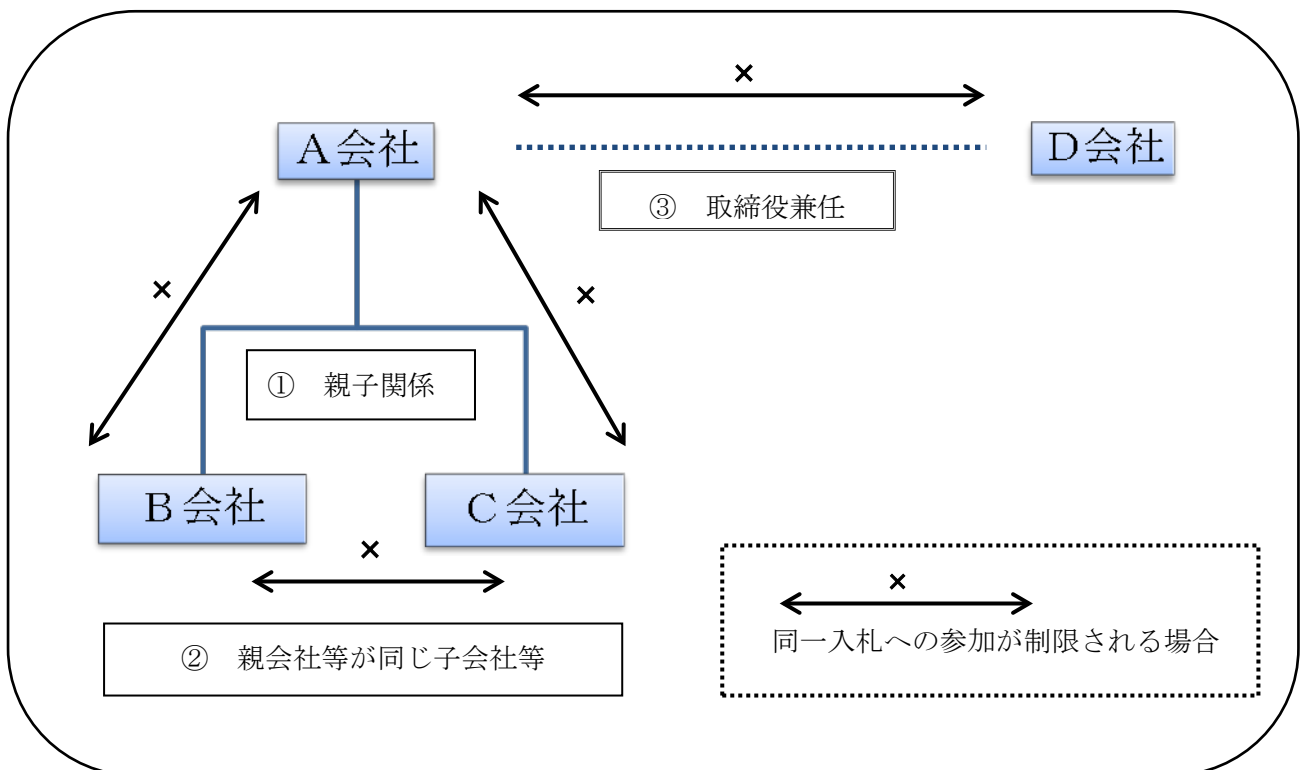 ×
A会社
D会社
③ 取締役兼任
×
×
① 親子関係
B会社
C会社
×
② 親会社等が同じ子会社等
×
同一入札への参加が制限される場合